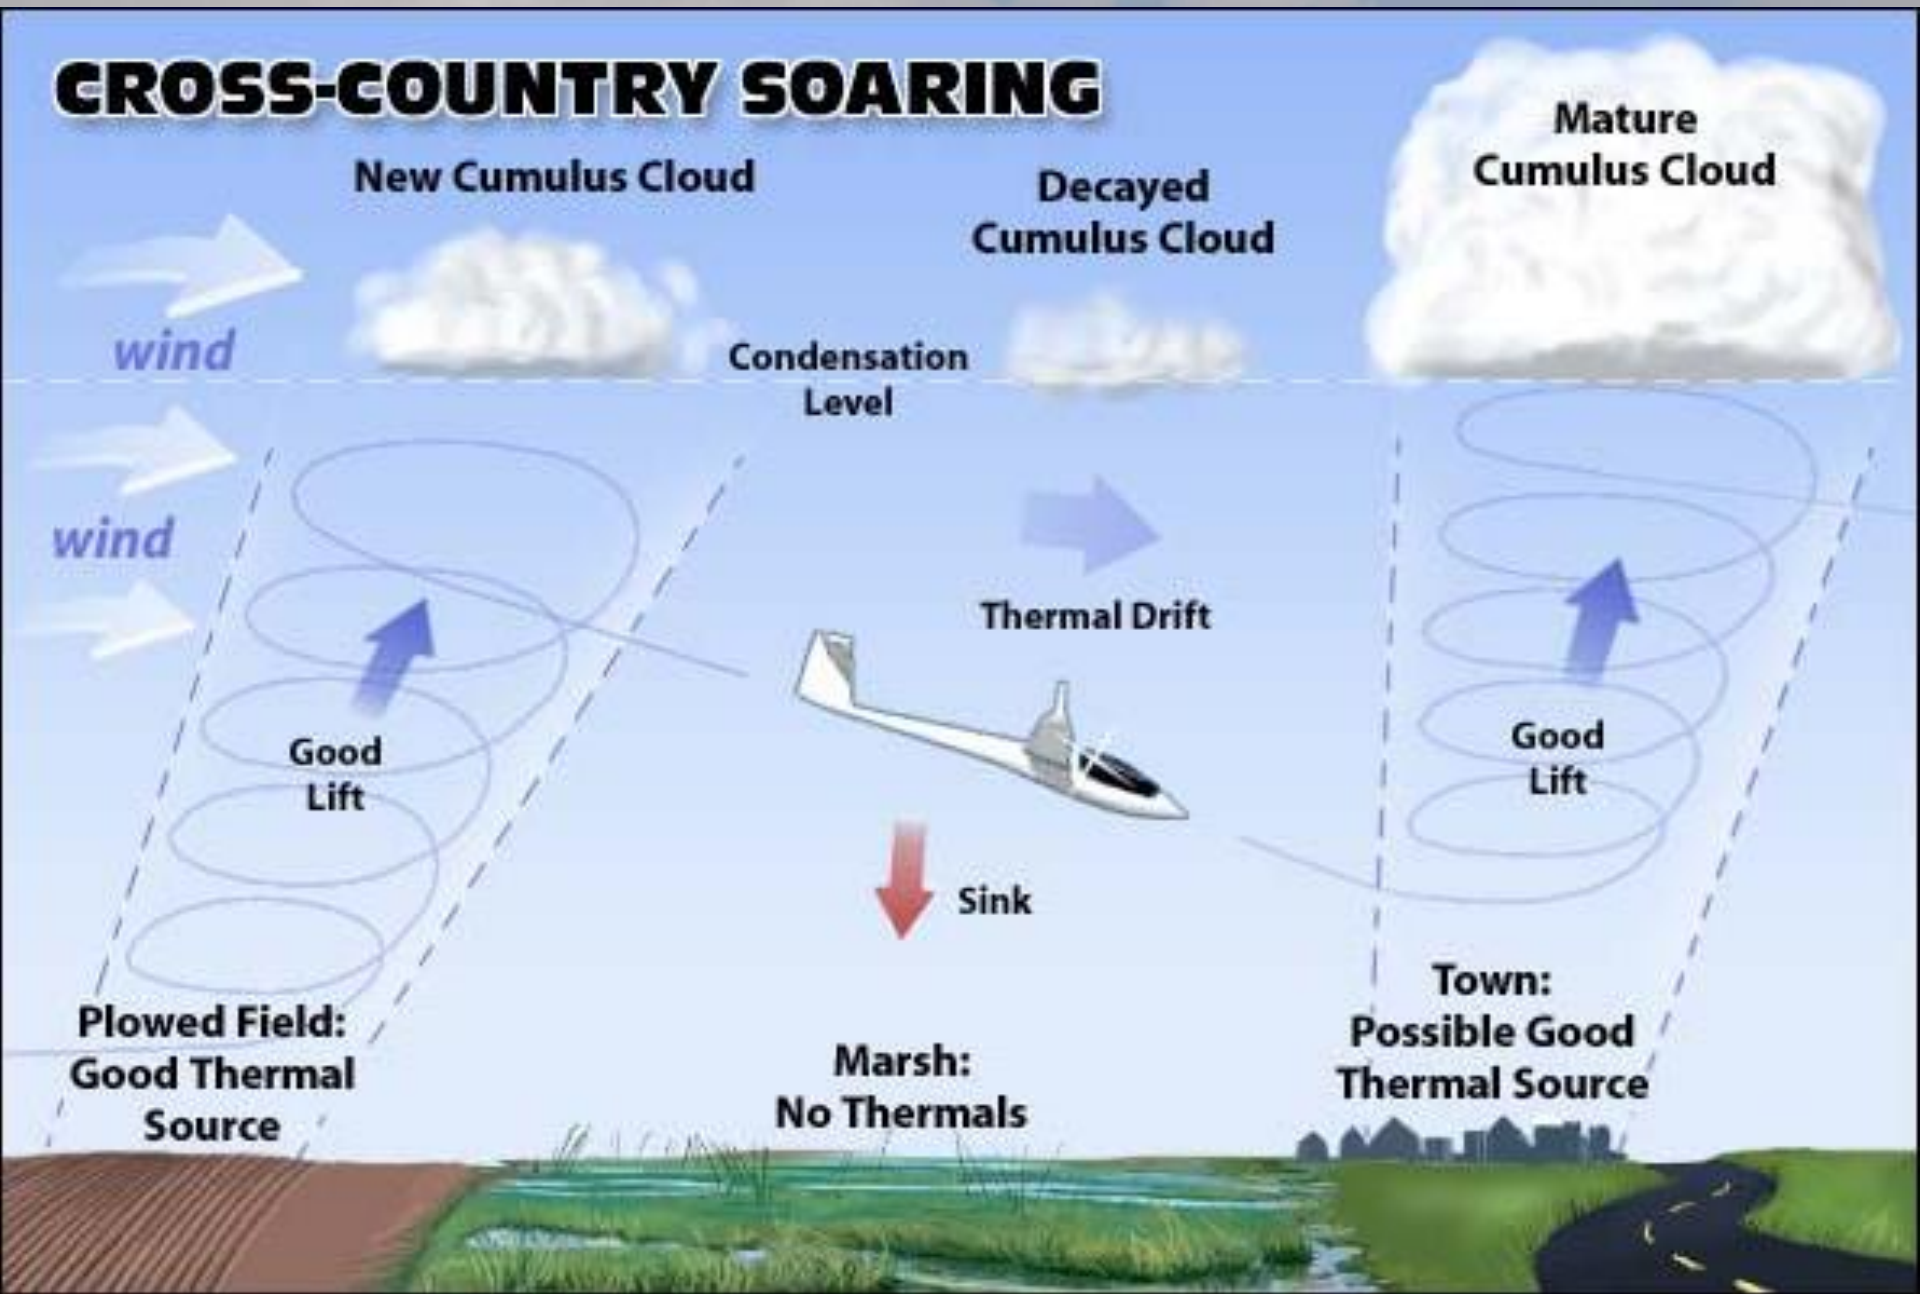 CROSS-COUNTRY SOARING
New Cumulus Cloud
Decayed
Cumulus Cloud
Mature
Cumulus Cloud
wind
Condensation
Level
wind
Thermal Drift
Good
Lift
Good
Lift
Sink
Plowed Field:
Good Thermal
Source
Marsh:
No Thermals
Town:
Possible Good
Thermal Source